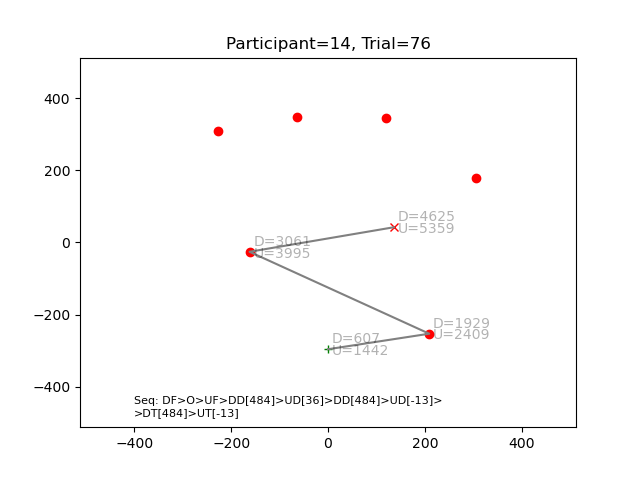 Participant=14, Trial=76
400
200
0
−200
−400
D=4625
U=5359
D=3061
U=3995
D=1929
U=2409
D=607
U=1442
Seq: DF>O>UF>DD[484]>UD[36]>DD[484]>UD[-13]>
>DT[484]>UT[-13]
−400
−200
0
200
400